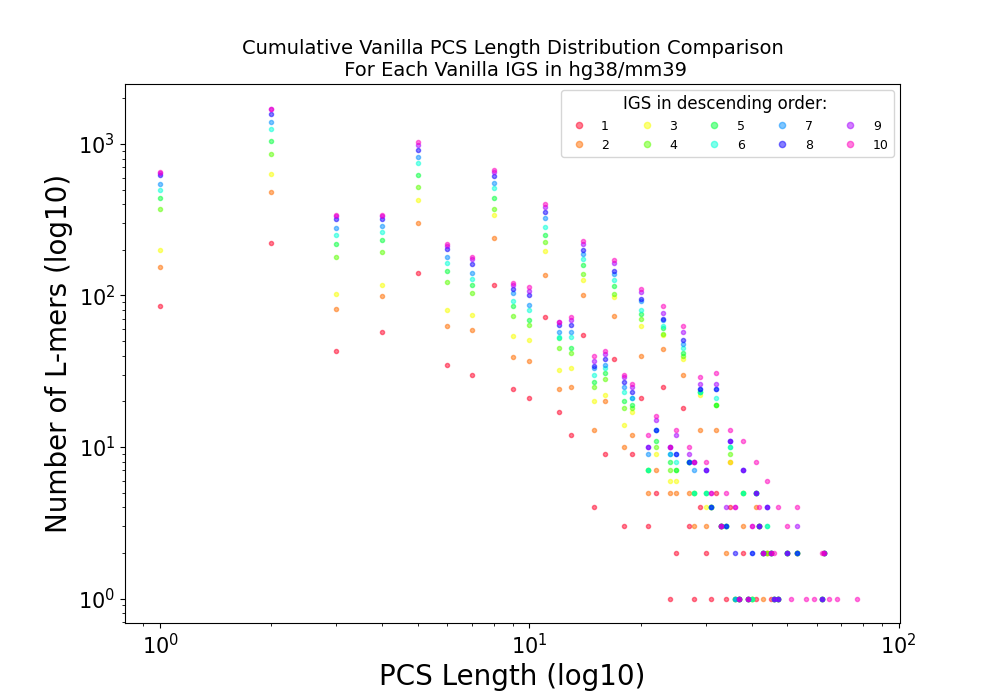 Cumulative Vanilla PCS Length Distribution Comparison
For Each Vanilla IGS in hg38/mm39
IGS in descending order:
1 3 5 7 9
2 4 6 8 10
Number of L-mers (log10)
10³
10²
10¹
10⁰
10⁰ 10¹ 10²
PCS Length (log10)